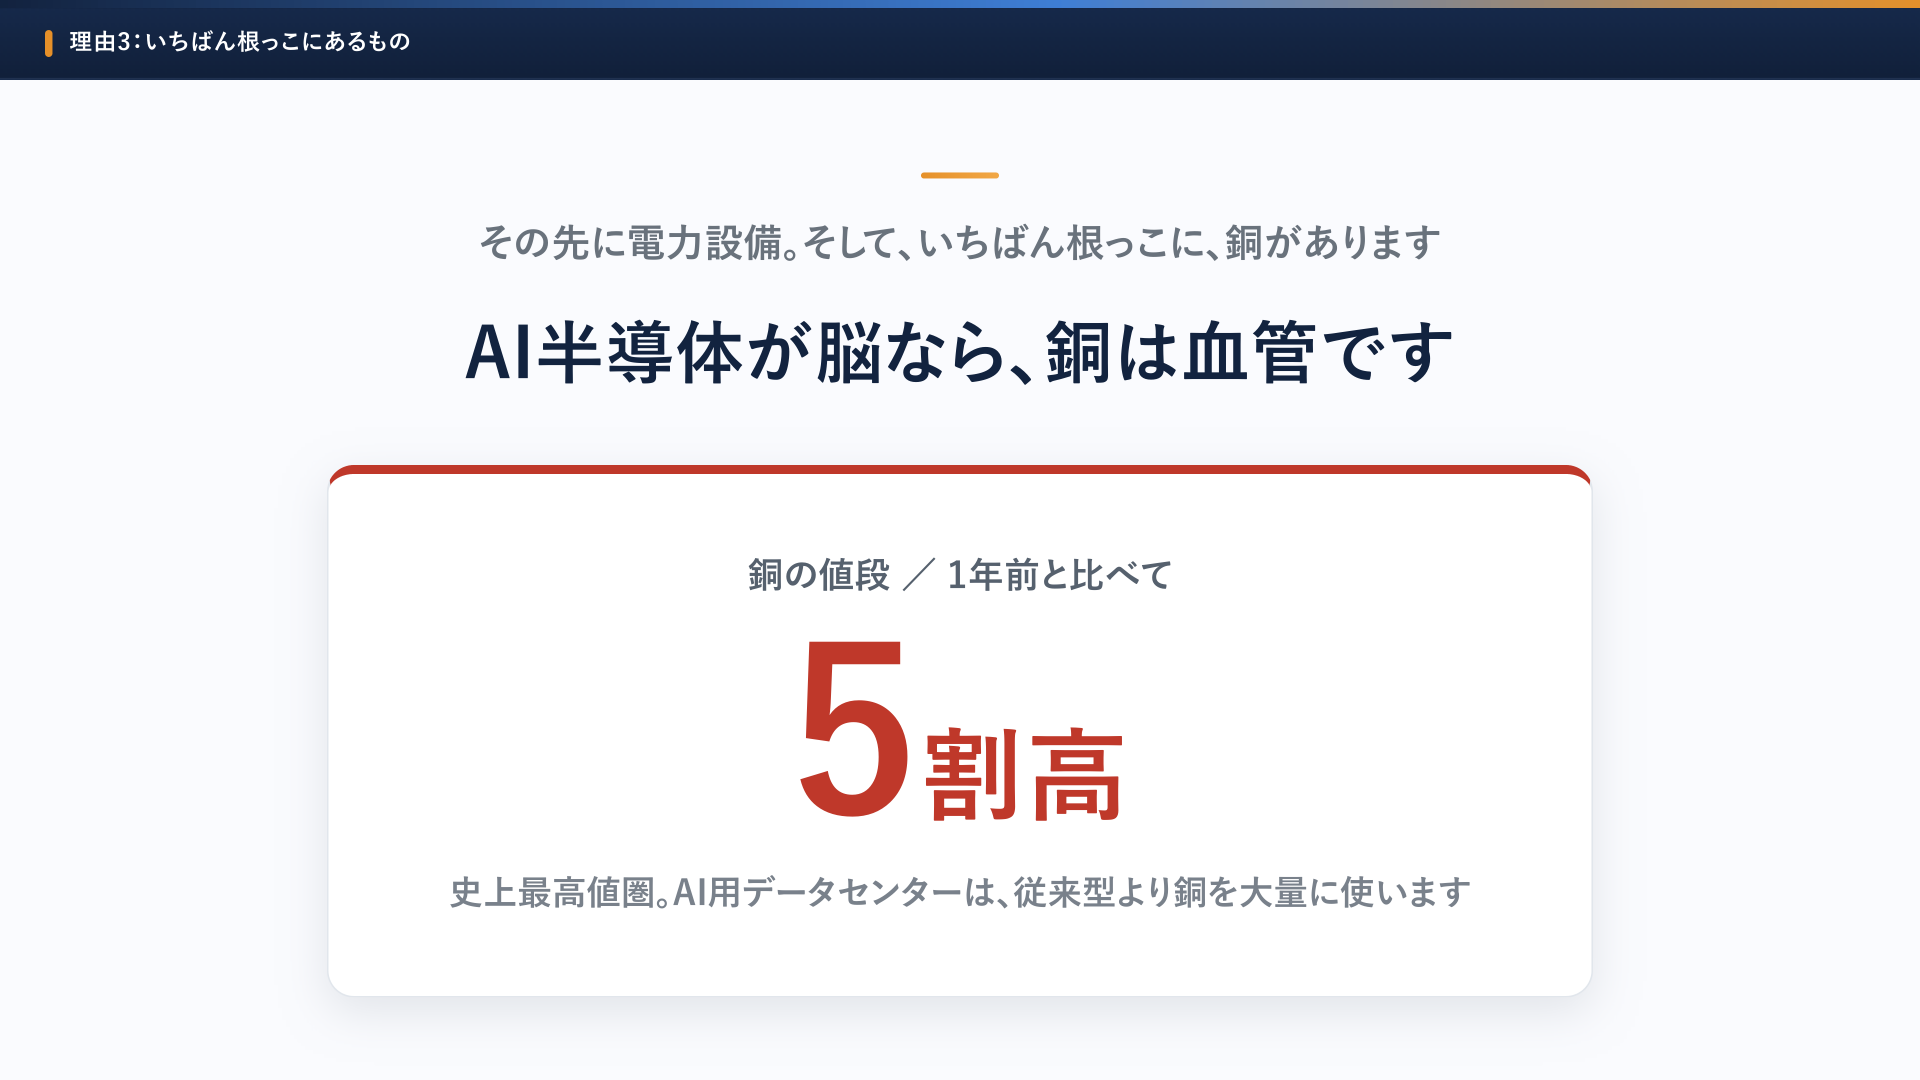 理由3：いちばん根っこにあるもの
その先に電力設備。そして、いちばん根っこに、銅があります
AI半導体が脳なら、銅は血管です
銅の値段 ／ 1年前と比べて
5割高
史上最高値圏。AI用データセンターは、従来型より銅を大量に使います